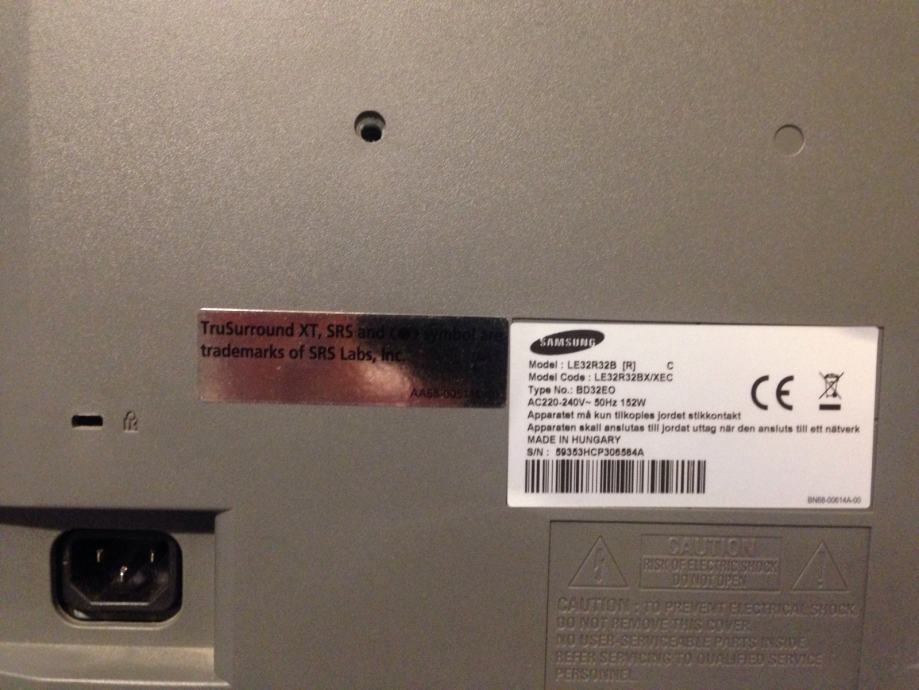 TruSurround XT, SRS and symbol are
trademarks of SRS Labs, Inc.
SAMSUNG
Model : LE32R32B [R] C
Model Code : LE32R32BX/XEC
Type No.: BD32EO
AC220-240V~ 50Hz 152W
Apparatet må kun tilkoples jordet stikkontakt
Apparaten skall anslutas till jordat uttag när den ansluts till ett nätverk
MADE IN HUNGARY
S/N : 59353HCP306584A
BN68-00614A-00
CAUTION
RISK OF ELECTRIC SHOCK
DO NOT OPEN
CAUTION : TO PREVENT ELECTRICAL SHOCK,
DO NOT REMOVE THIS COVER.
NO USER-SERVICEABLE PARTS INSIDE.
REFER SERVICING TO QUALIFIED SERVICE
PERSONNEL.